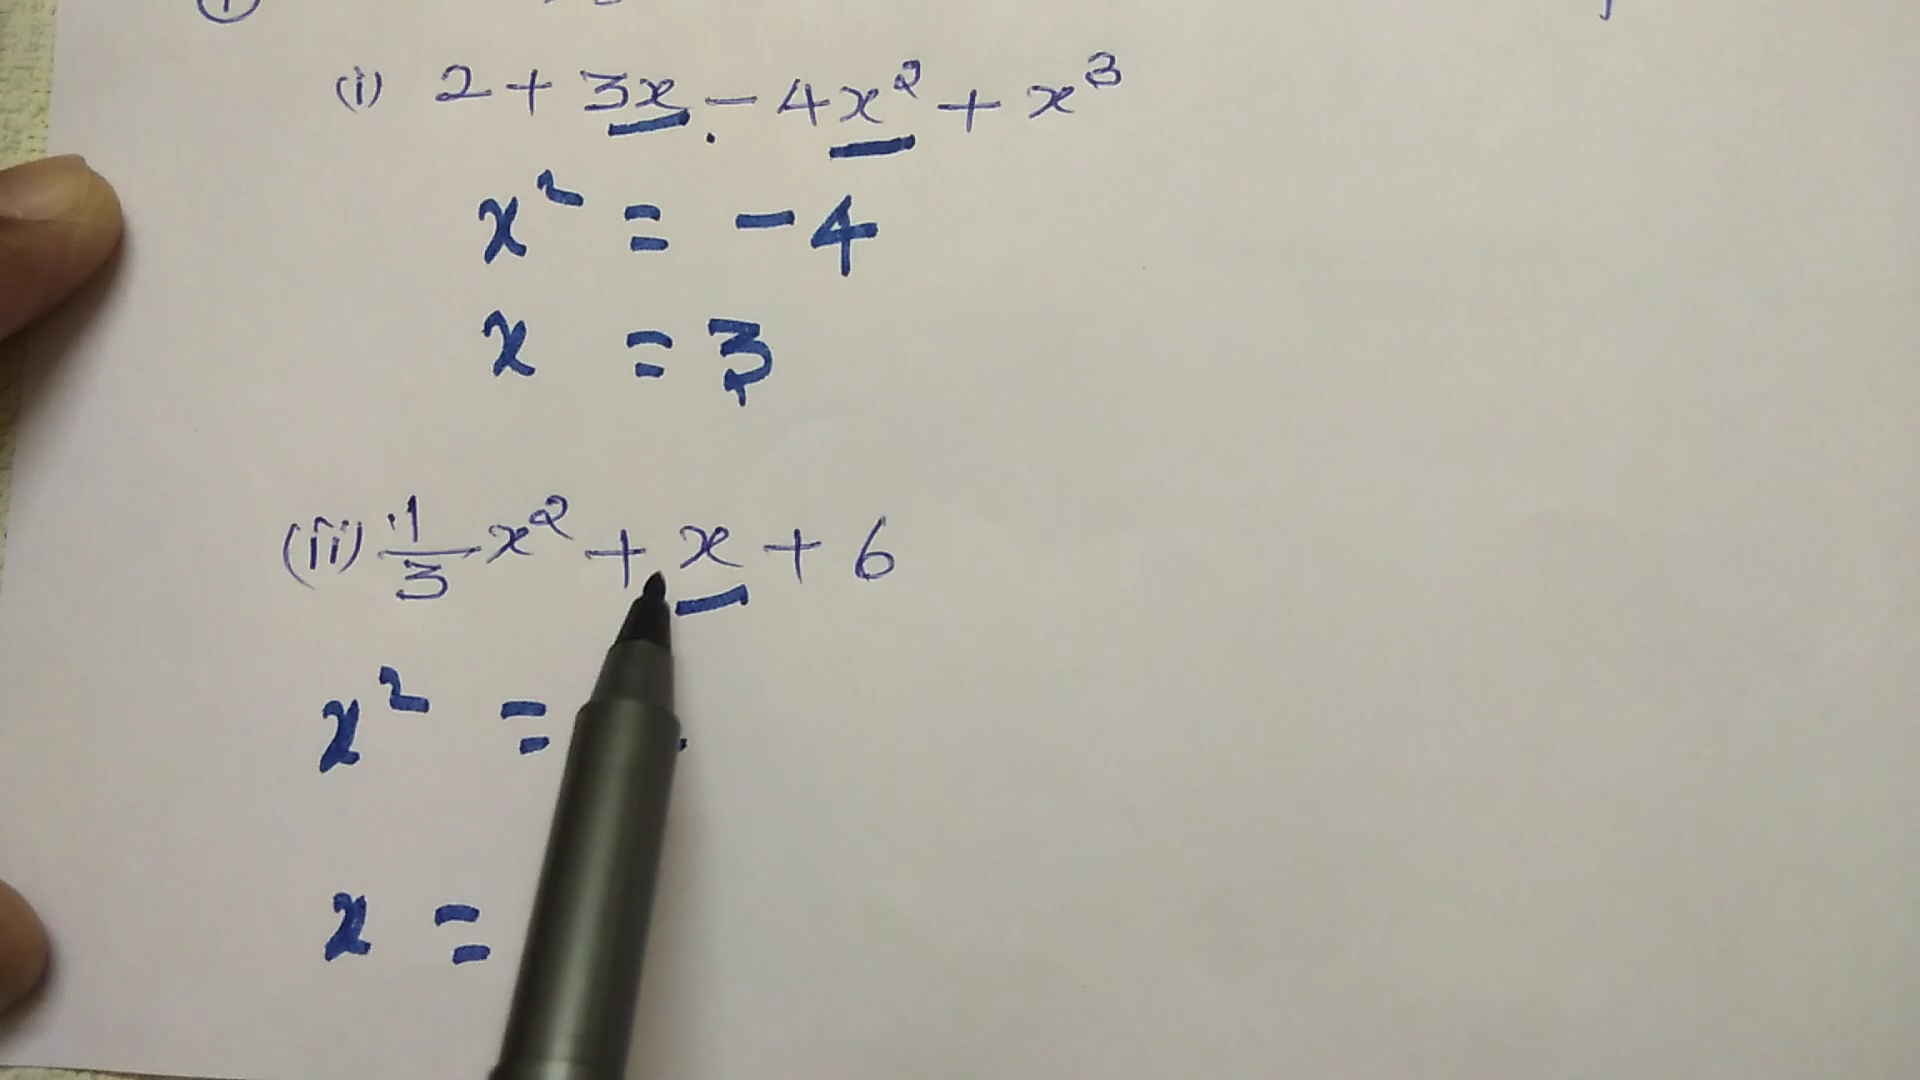 (i) 2 + 3x - 4x² + x³
x² = -4
x = 3
(ii) 1/3 x² + x + 6
x² =
x =